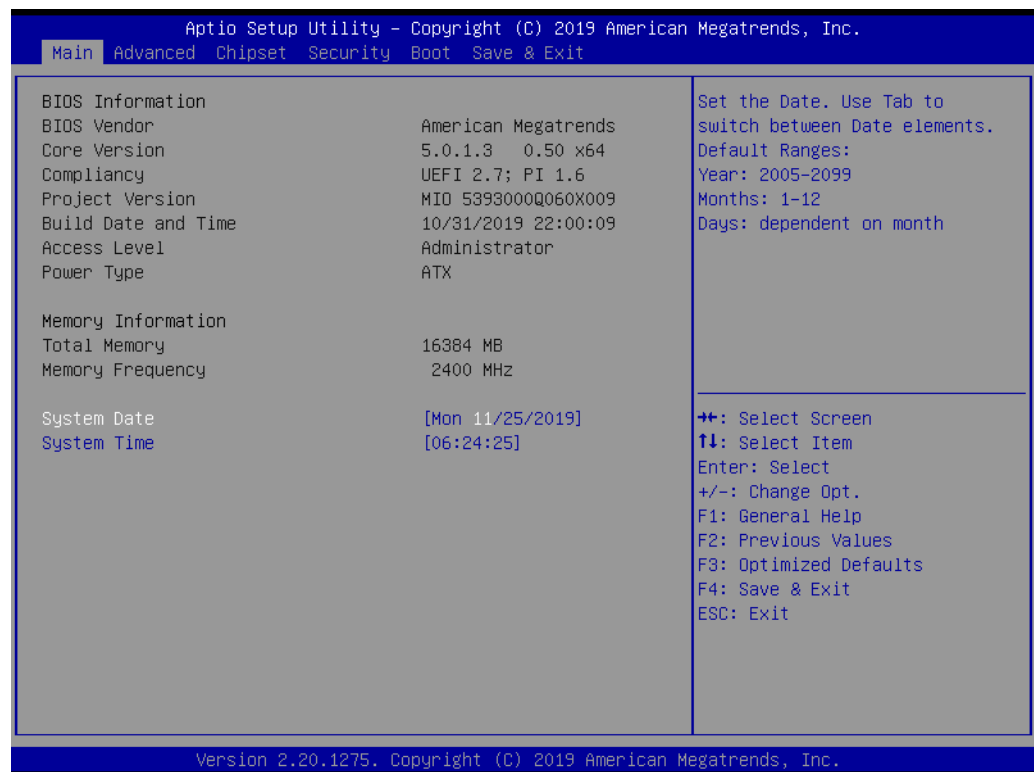 Aptio Setup Utility – Copyright (C) 2019 American Megatrends, Inc.
Main Advanced Chipset Security Boot Save & Exit
BIOS Information
BIOS Vendor American Megatrends
Core Version 5.0.1.3 0.50 x64
Compliancy UEFI 2.7; PI 1.6
Project Version MIO 5393000Q060X009
Build Date and Time 10/31/2019 22:00:09
Access Level Administrator
Power Type ATX
Memory Information
Total Memory 16384 MB
Memory Frequency 2400 MHz
System Date [Mon 11/25/2019]
System Time [06:24:25]
Set the Date. Use Tab to
switch between Date elements.
Default Ranges:
Year: 2005-2099
Months: 1-12
Days: dependent on month
→←: Select Screen
↑↓: Select Item
Enter: Select
+/-: Change Opt.
F1: General Help
F2: Previous Values
F3: Optimized Defaults
F4: Save & Exit
ESC: Exit
Version 2.20.1275. Copyright (C) 2019 American Megatrends, Inc.